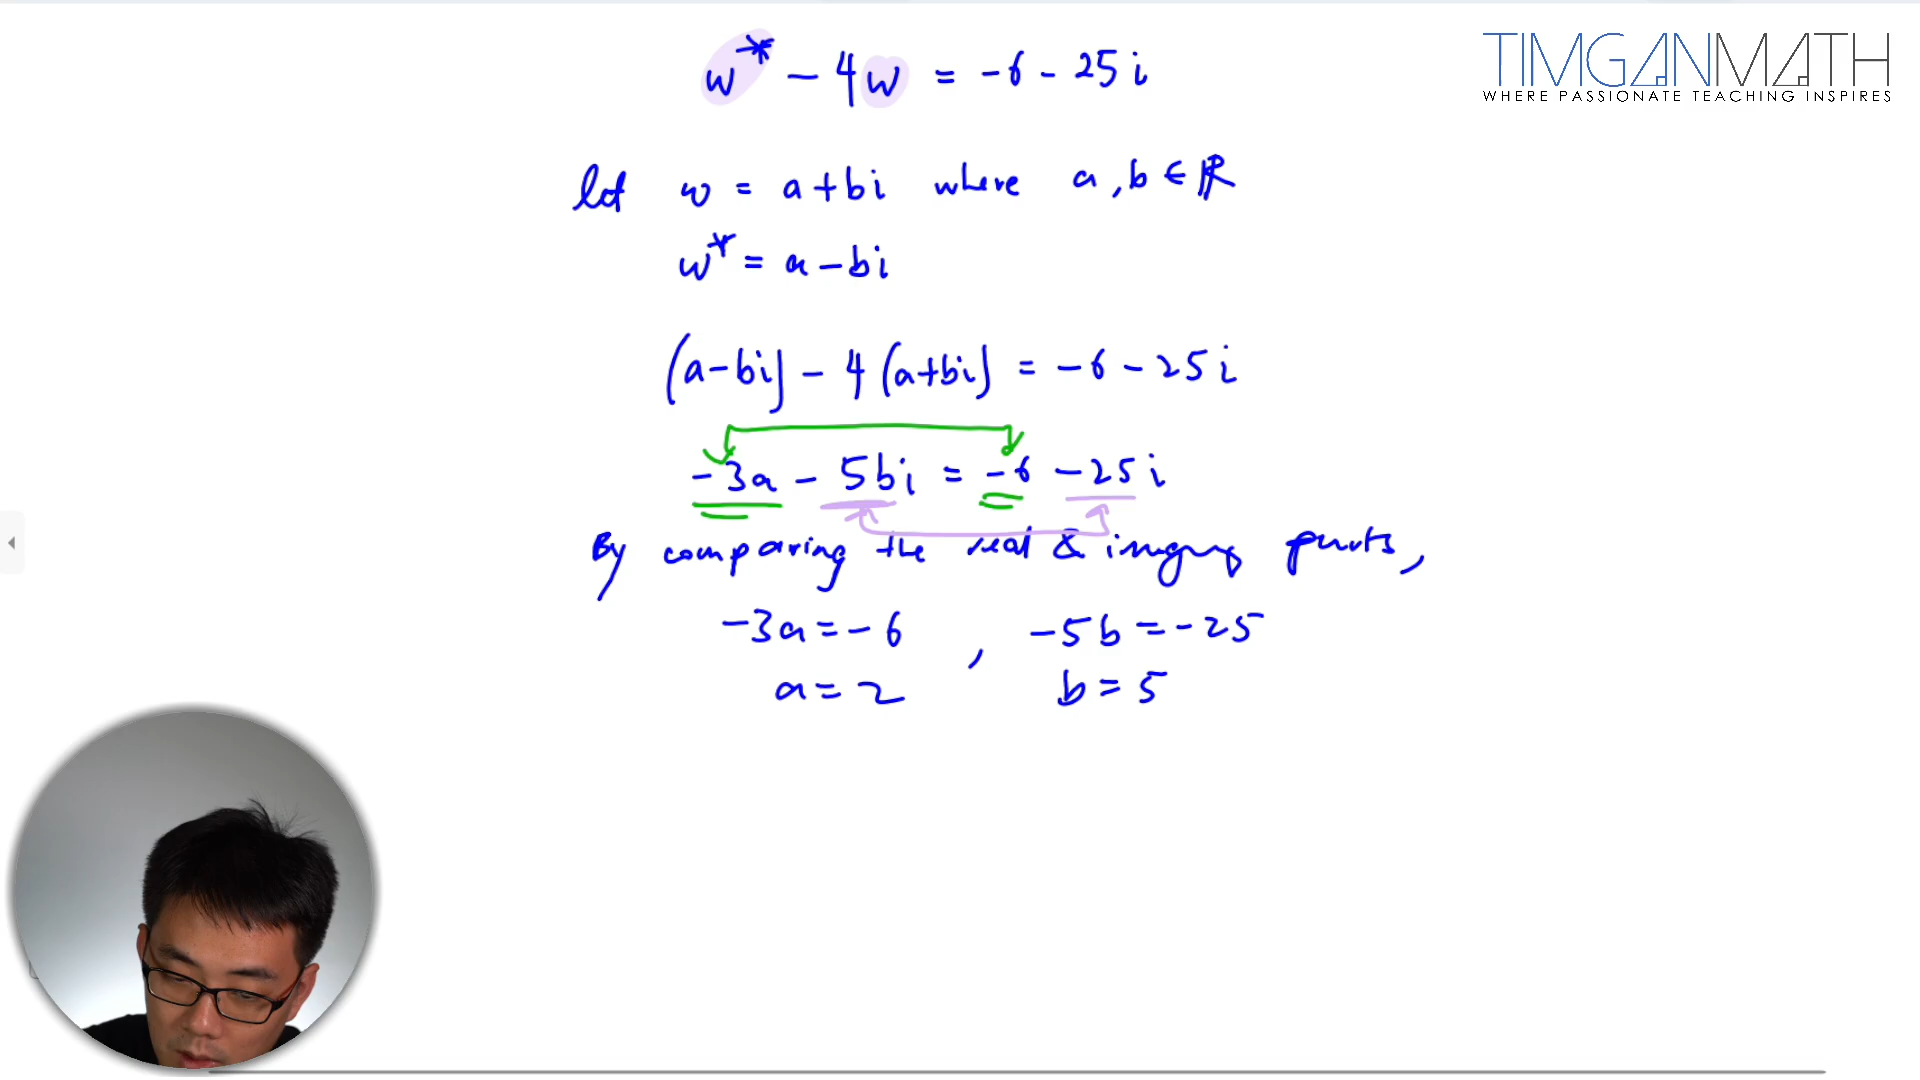 TIMGANMATH
WHERE PASSIONATE TEACHING INSPIRES
w* - 4w = -6 - 25i
let w = a+bi where a, b ∈ ℝ
w* = a-bi
(a-bi) - 4(a+bi) = -6-25i
-3a - 5bi = -6 -25i
By comparing the real & parts,
-3a = -6 , -5b = -25
a = 2 b = 5